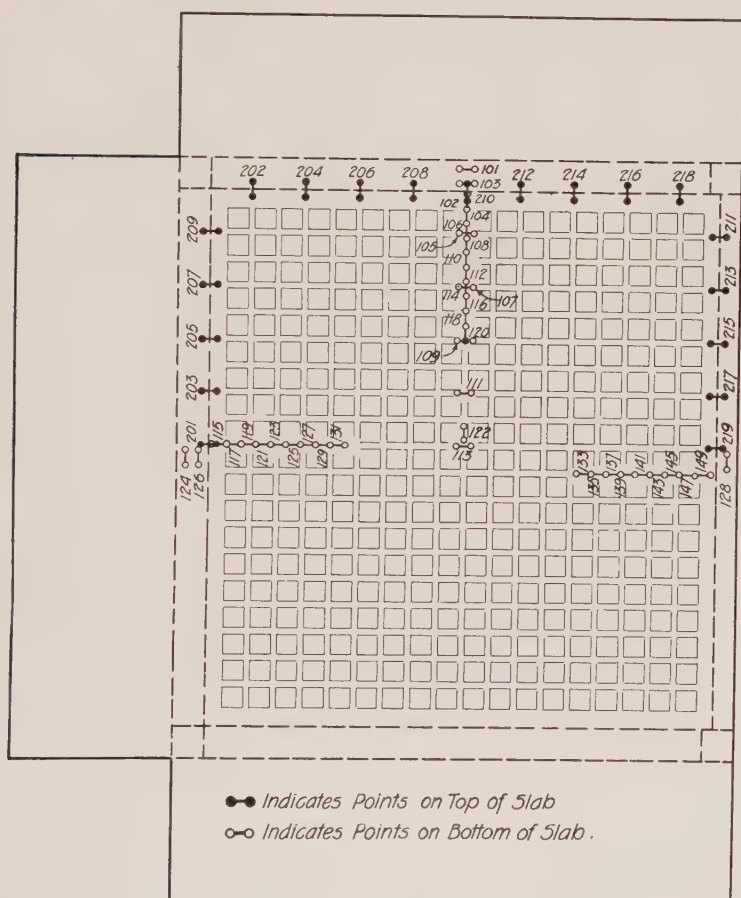 101
202 204 206 208 103 212 214 216 218
102 210
104
106
209 105 108 211
110
112
207 114 107 213
116
118
205 120 215
109
203 111 217
201 115 119 123 127 131 122 219
117 121 125 129 113
124 126 133 137 141 145 149 128
135 139 143 147
Indicates Points on Top of Slab
Indicates Points on Bottom of Slab.